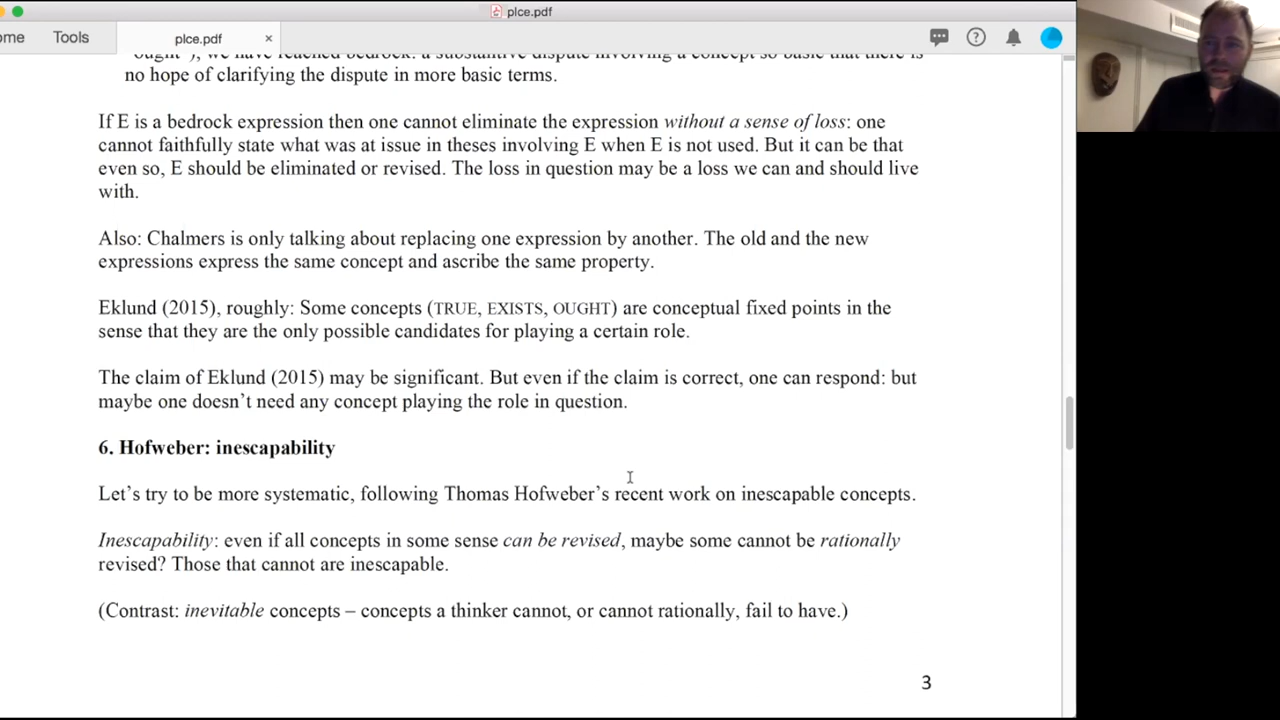 plce.pdf
ome
Tools
plce.pdf
×
?
no hope of clarifying the dispute in more basic terms.
If E is a bedrock expression then one cannot eliminate the expression without a sense of loss: one
cannot faithfully state what was at issue in theses involving E when E is not used. But it can be that
even so, E should be eliminated or revised. The loss in question may be a loss we can and should live
with.
Also: Chalmers is only talking about replacing one expression by another. The old and the new
expressions express the same concept and ascribe the same property.
Eklund (2015), roughly: Some concepts (TRUE, EXISTS, OUGHT) are conceptual fixed points in the
sense that they are the only possible candidates for playing a certain role.
The claim of Eklund (2015) may be significant. But even if the claim is correct, one can respond: but
maybe one doesn't need any concept playing the role in question.
6. Hofweber: inescapability
Let's try to be more systematic, following Thomas Hofweber's recent work on inescapable concepts.
Inescapability: even if all concepts in some sense can be revised, maybe some cannot be rationally
revised? Those that cannot are inescapable.
(Contrast: inevitable concepts – concepts a thinker cannot, or cannot rationally, fail to have.)
3